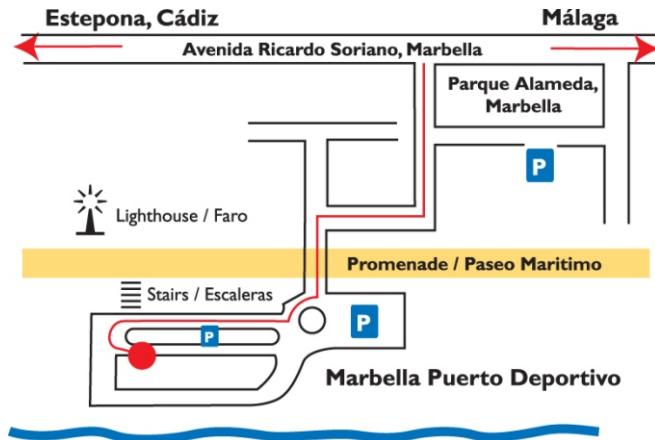 Estepona, Cádiz
Málaga
Avenida Ricardo Soriano, Marbella
Parque Alameda,
Marbella
P
Lighthouse / Faro
Promenade / Paseo Maritimo
Stairs / Escaleras
P
P
Marbella Puerto Deportivo